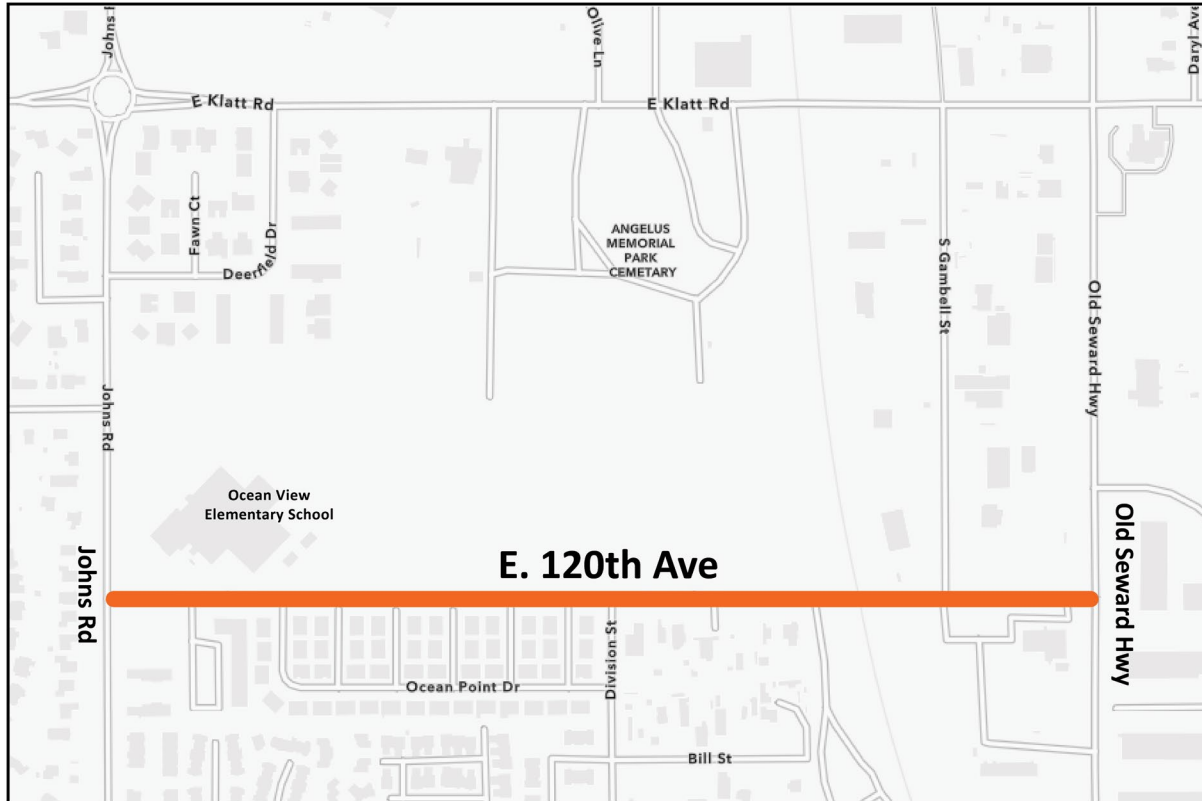 Johns
Olive Ln
Daryl Ave
E Klatt Rd
E Klatt Rd
Fawn Ct
Deerfield Dr
ANGELUS
MEMORIAL
PARK
CEMETARY
S Gambell St
Old Seward Hwy
Johns Rd
Ocean View
Elementary School
Johns Rd
E. 120th Ave
Old Seward Hwy
Ocean Point Dr
Division St
Bill St